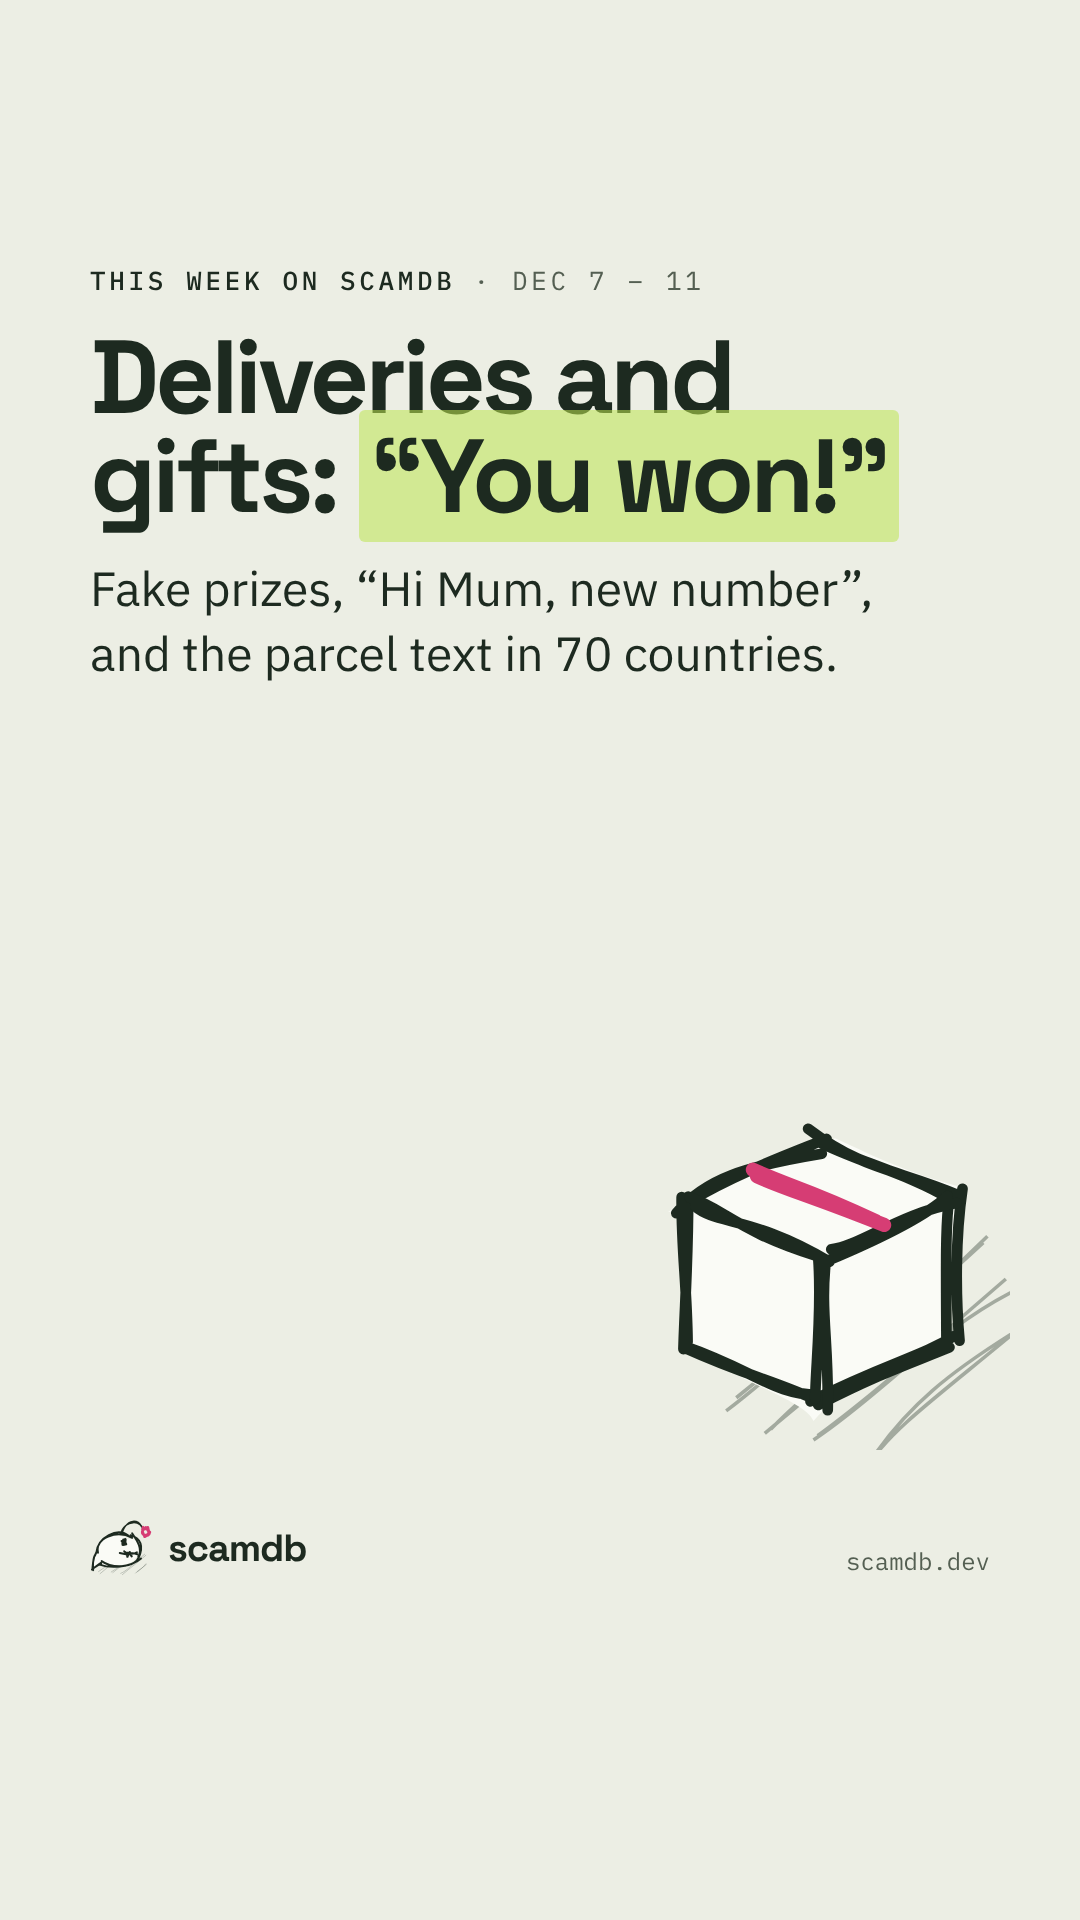 THIS WEEK ON SCAMDB · DEC 7 – 11
Deliveries and
gifts: “You won!”
Fake prizes, “Hi Mum, new number”,
and the parcel text in 70 countries.
scamdb
scamdb.dev